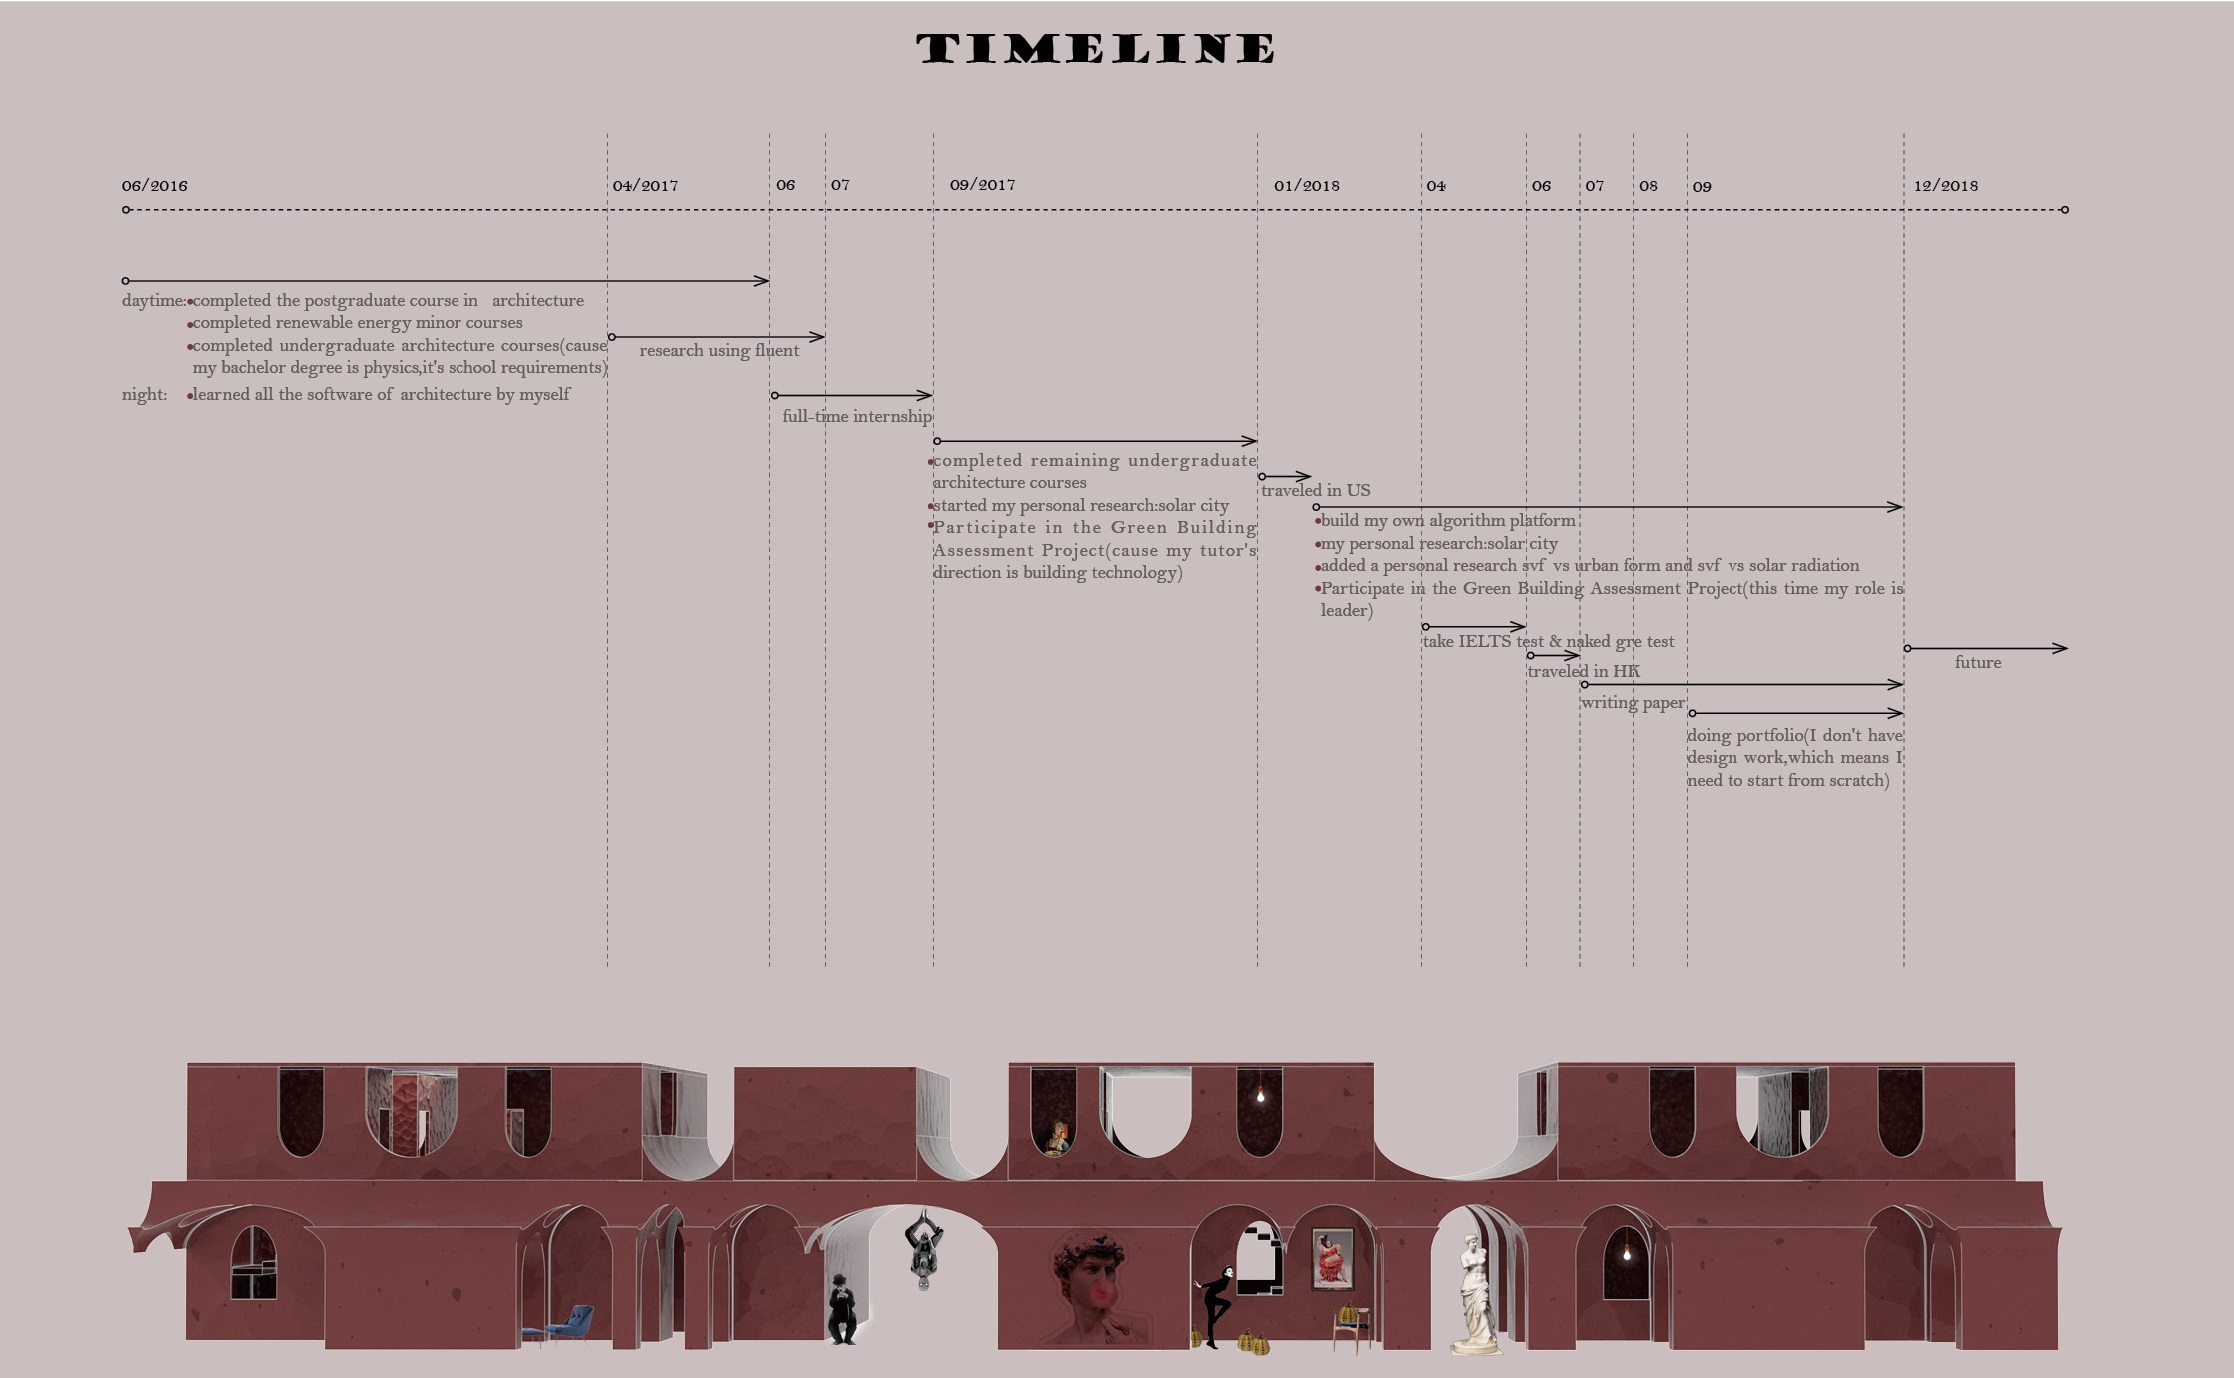 TIMELINE
06/2016 04/2017 06 07 09/2017 01/2018 04 06 07 08 09 12/2018
daytime: •completed the postgraduate course in architecture
•completed renewable energy minor courses
•completed undergraduate architecture courses(cause
my bachelor degree is physics,it's school requirements)
night: •learned all the software of architecture by myself
research using fluent
full-time internship
•completed remaining undergraduate
architecture courses
•started my personal research:solar city
•Participate in the Green Building
Assessment Project(cause my tutor's
direction is building technology)
traveled in US
•build my own algorithm platform
•my personal research:solar city
•added a personal research svf vs urban form and svf vs solar radiation
•Participate in the Green Building Assessment Project(this time my role is
leader)
take IELTS test & naked gre test
traveled in HK
writing paper
doing portfolio(I don't have
design work,which means I
need to start from scratch)
future